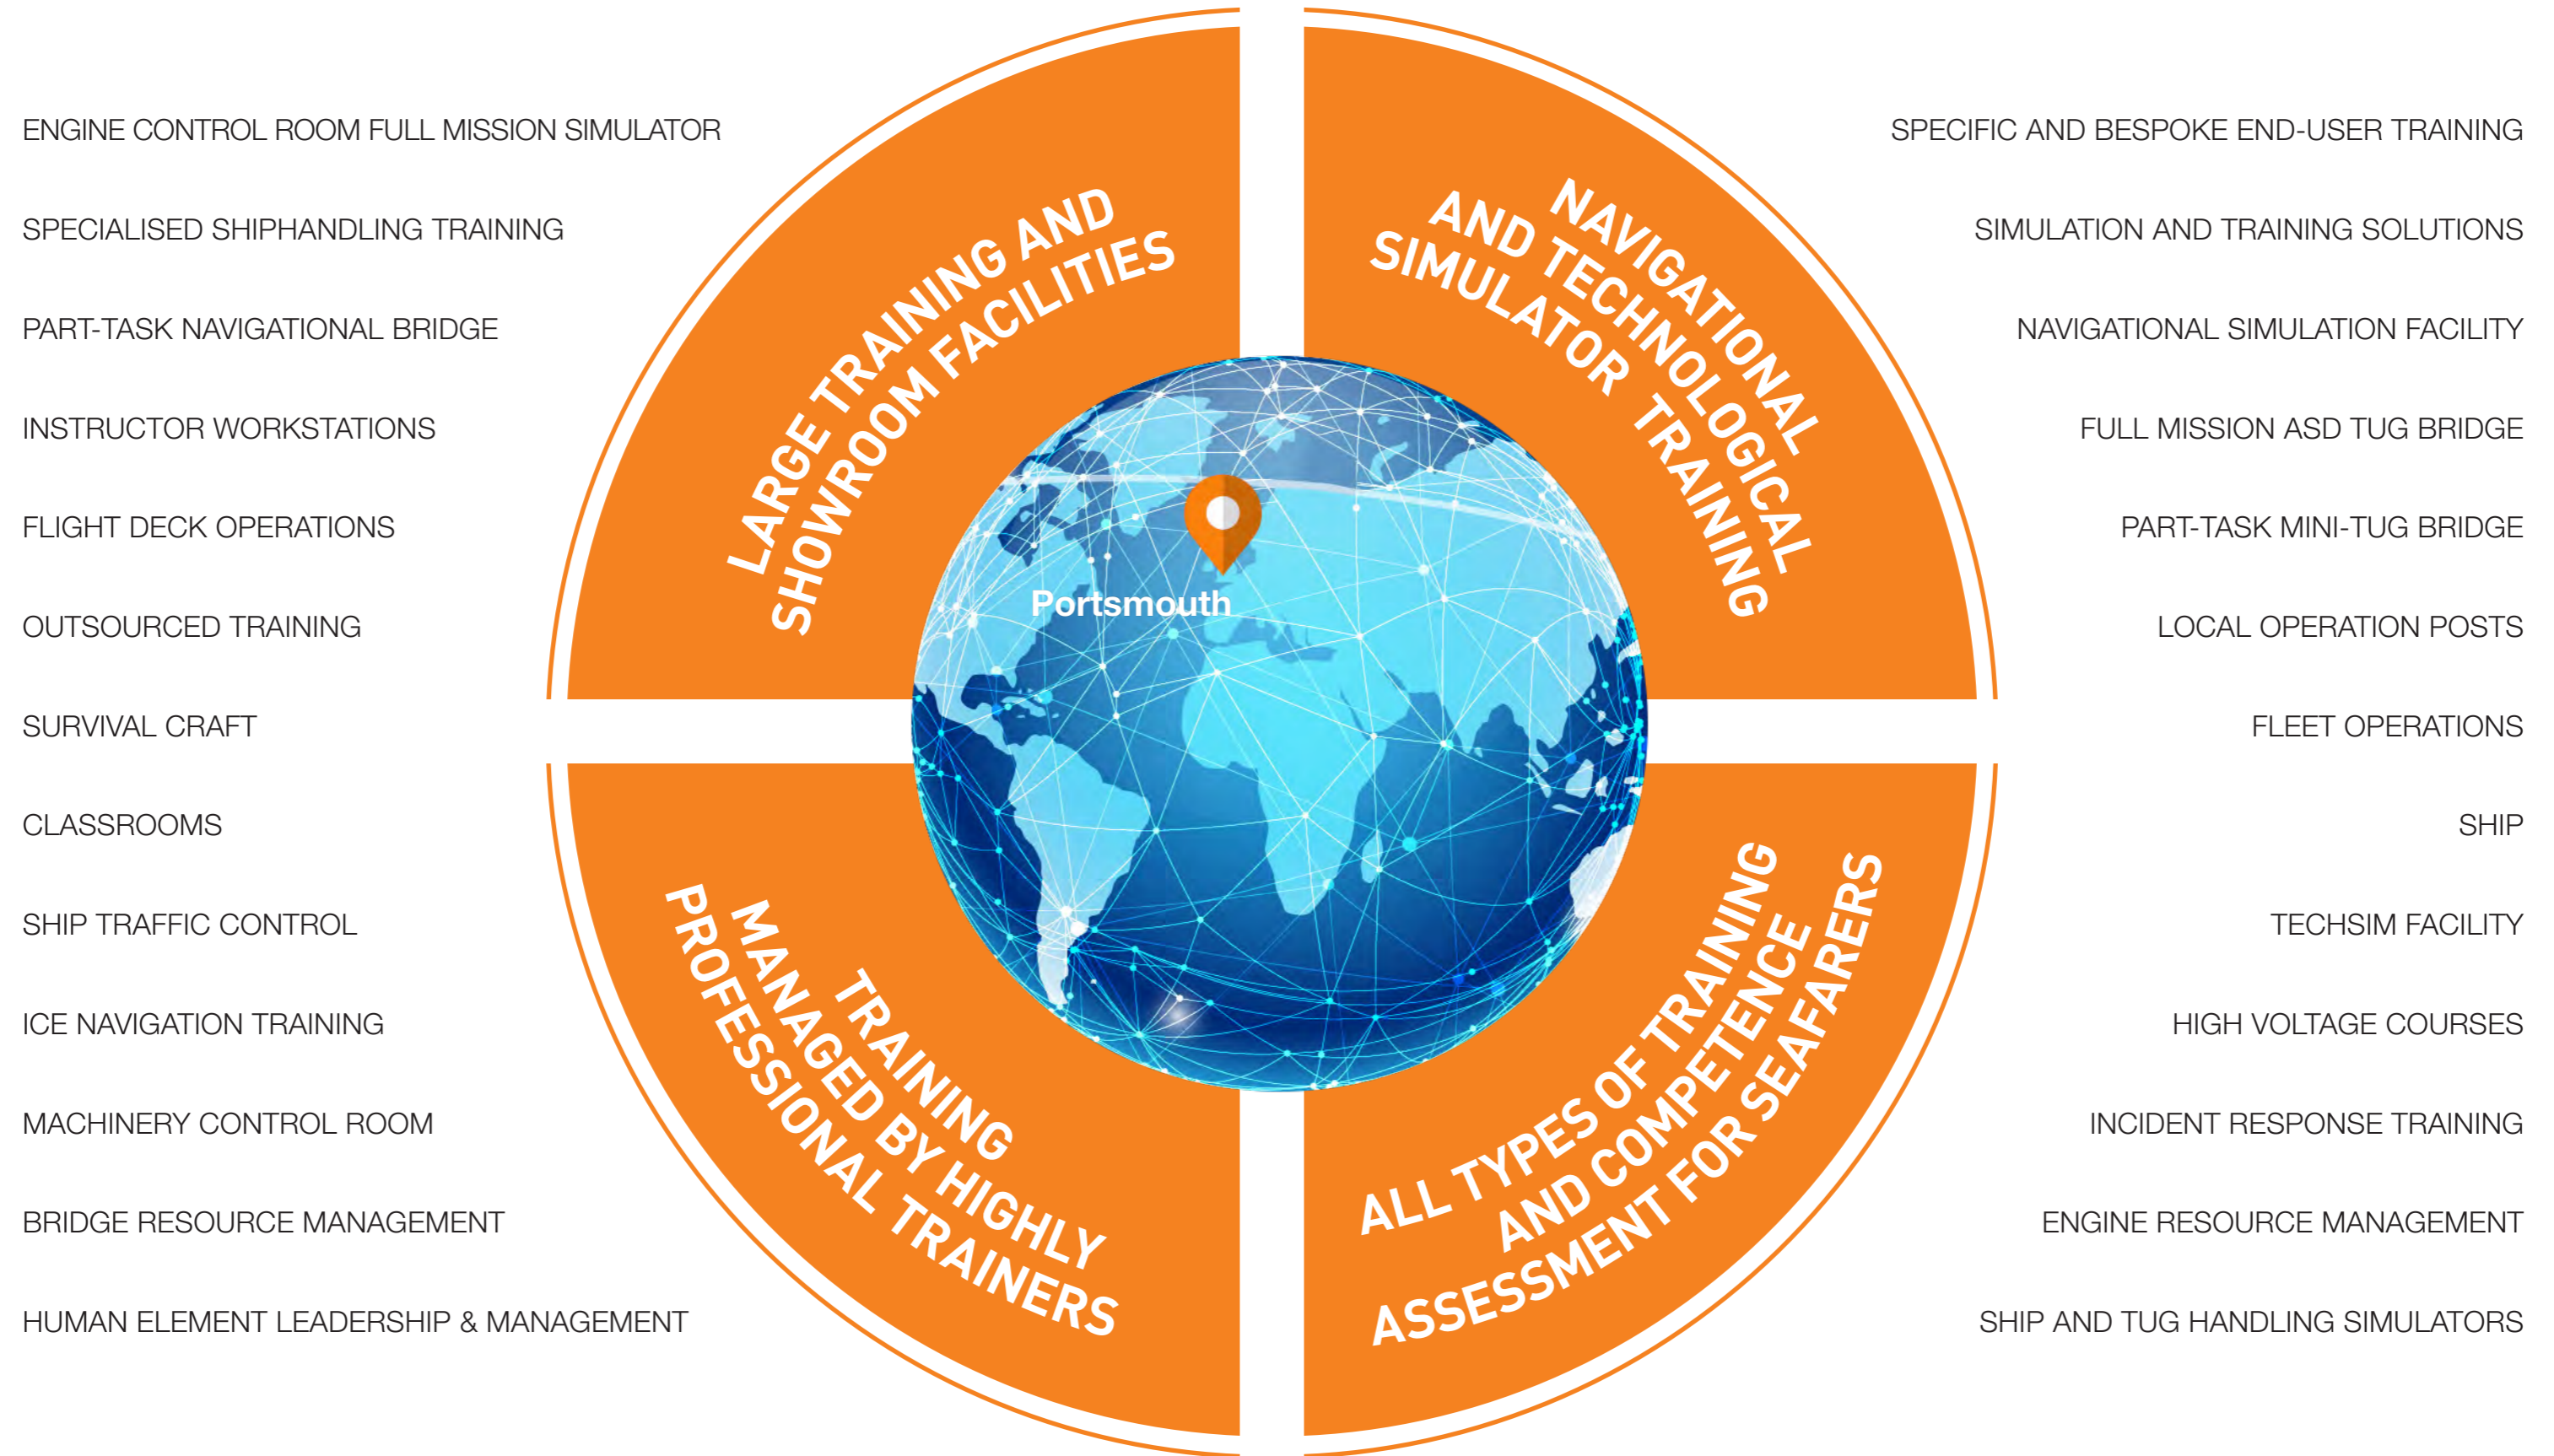 ENGINE CONTROL ROOM FULL MISSION SIMULATOR
SPECIALISED SHIPHANDLING TRAINING
PART-TASK NAVIGATIONAL BRIDGE
INSTRUCTOR WORKSTATIONS
FLIGHT DECK OPERATIONS
OUTSOURCED TRAINING
SURVIVAL CRAFT
CLASSROOMS
SHIP TRAFFIC CONTROL
ICE NAVIGATION TRAINING
MACHINERY CONTROL ROOM
BRIDGE RESOURCE MANAGEMENT
HUMAN ELEMENT LEADERSHIP & MANAGEMENT
LARGE TRAINING AND
SHOWROOM FACILITIES
NAVIGATIONAL
AND TECHNOLOGICAL
SIMULATOR TRAINING
Portsmouth
TRAINING
MANAGED BY HIGHLY
PROFESSIONAL TRAINERS
ALL TYPES OF TRAINING
AND COMPETENCE
ASSESSMENT FOR SEAFARERS
SPECIFIC AND BESPOKE END-USER TRAINING
SIMULATION AND TRAINING SOLUTIONS
NAVIGATIONAL SIMULATION FACILITY
FULL MISSION ASD TUG BRIDGE
PART-TASK MINI-TUG BRIDGE
LOCAL OPERATION POSTS
FLEET OPERATIONS
SHIP
TECHSIM FACILITY
HIGH VOLTAGE COURSES
INCIDENT RESPONSE TRAINING
ENGINE RESOURCE MANAGEMENT
SHIP AND TUG HANDLING SIMULATORS